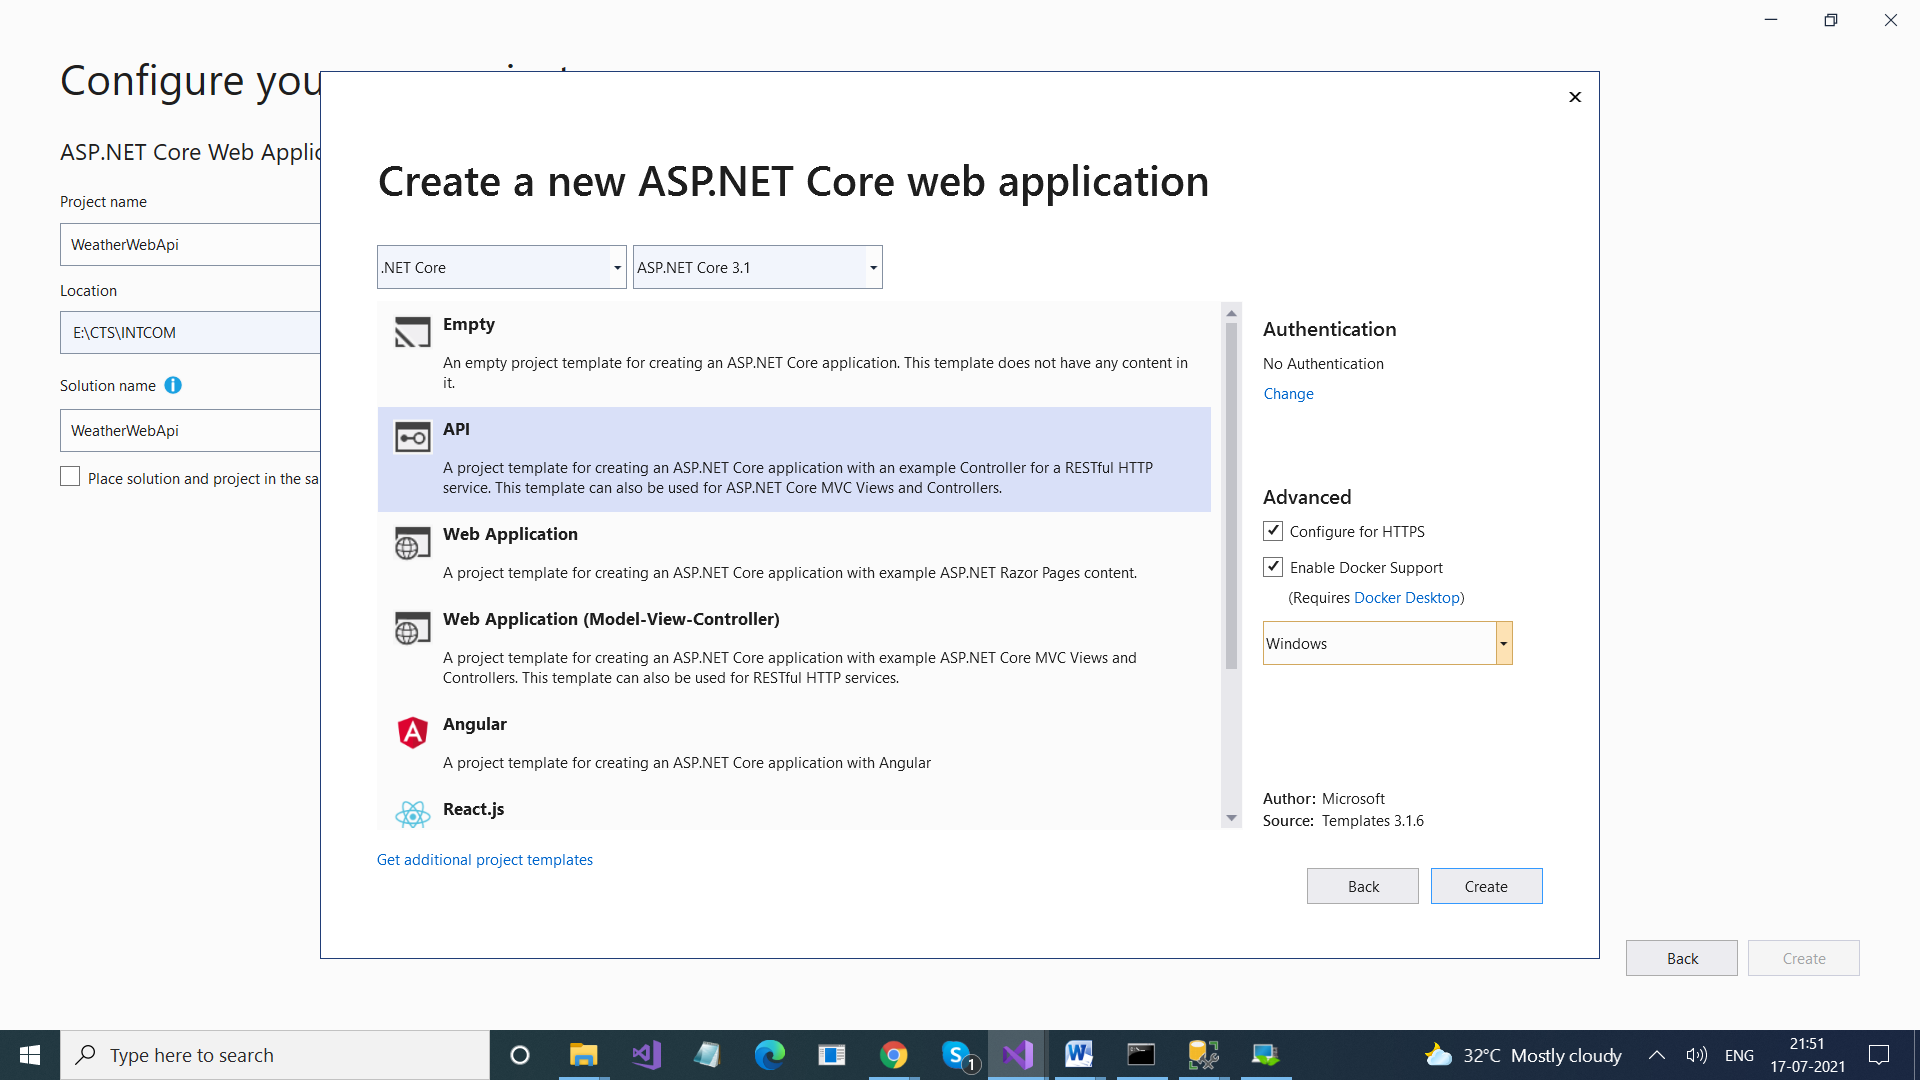 Configure you
ASP.NET Core Web Applic
Project name
WeatherWebApi
Location
E:\CTS\INTCOM
Solution name
WeatherWebApi
Place solution and project in the sa
Create a new ASP.NET Core web application
.NET Core
ASP.NET Core 3.1
Empty
An empty project template for creating an ASP.NET Core application. This template does not have any content in
it.
API
A project template for creating an ASP.NET Core application with an example Controller for a RESTful HTTP
service. This template can also be used for ASP.NET Core MVC Views and Controllers.
Web Application
A project template for creating an ASP.NET Core application with example ASP.NET Razor Pages content.
Web Application (Model-View-Controller)
A project template for creating an ASP.NET Core application with example ASP.NET Core MVC Views and
Controllers. This template can also be used for RESTful HTTP services.
Angular
A project template for creating an ASP.NET Core application with Angular
React.js
Get additional project templates
Authentication
No Authentication
Change
Advanced
Configure for HTTPS
Enable Docker Support
(Requires Docker Desktop)
Windows
Author: Microsoft
Source: Templates 3.1.6
Back
Create
Back
Create
Type here to search
1
32°C Mostly cloudy
ENG
21:51
17-07-2021